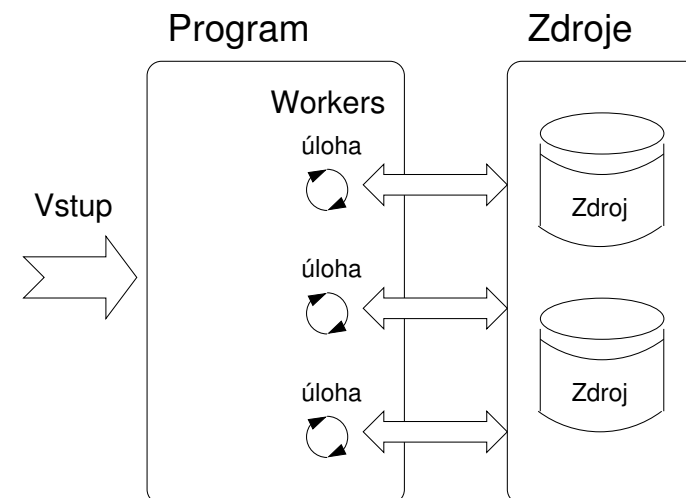 Program
Zdroje
Workers
úloha
Vstup
Zdroj
úloha
úloha
Zdroj